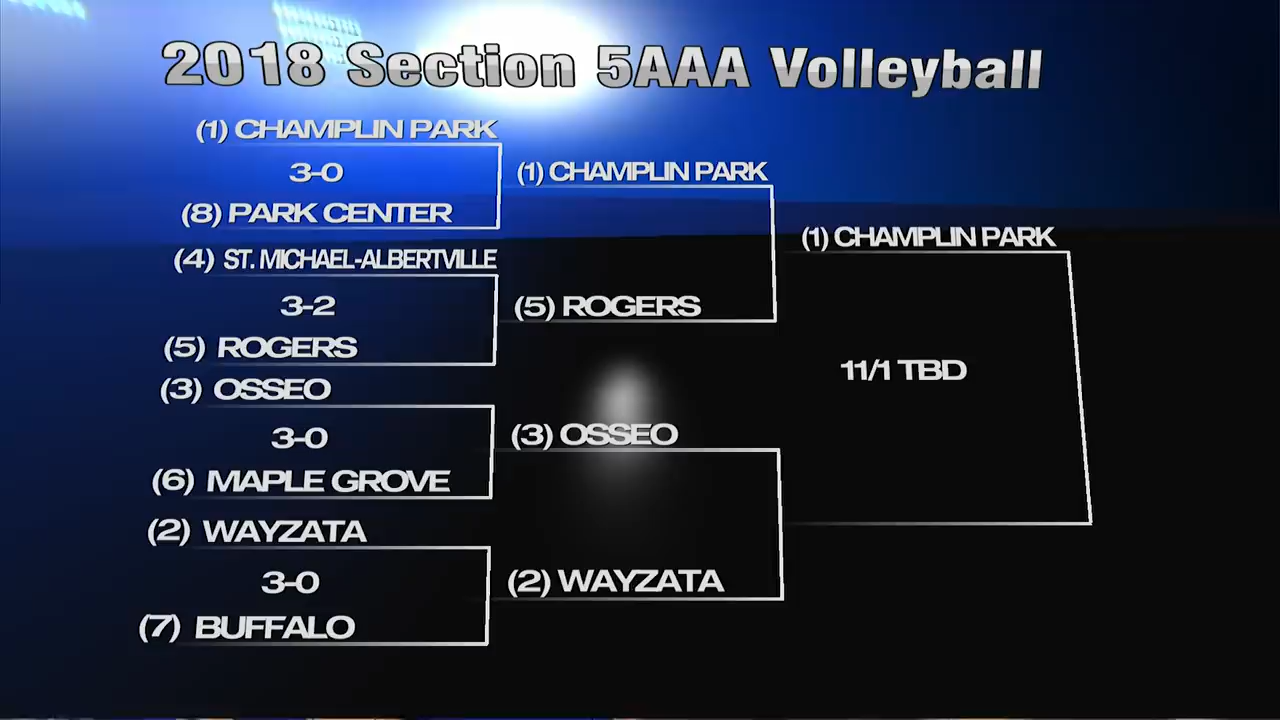 2018 Section 5AAA Volleyball
(1) CHAMPLIN PARK
3-0
(8) PARK CENTER
(4) ST. MICHAEL-ALBERTVILLE
3-2
(5) ROGERS
(3) OSSEO
3-0
(6) MAPLE GROVE
(2) WAYZATA
3-0
(7) BUFFALO
(1) CHAMPLIN PARK
(5) ROGERS
(3) OSSEO
(2) WAYZATA
(1) CHAMPLIN PARK
11/1 TBD